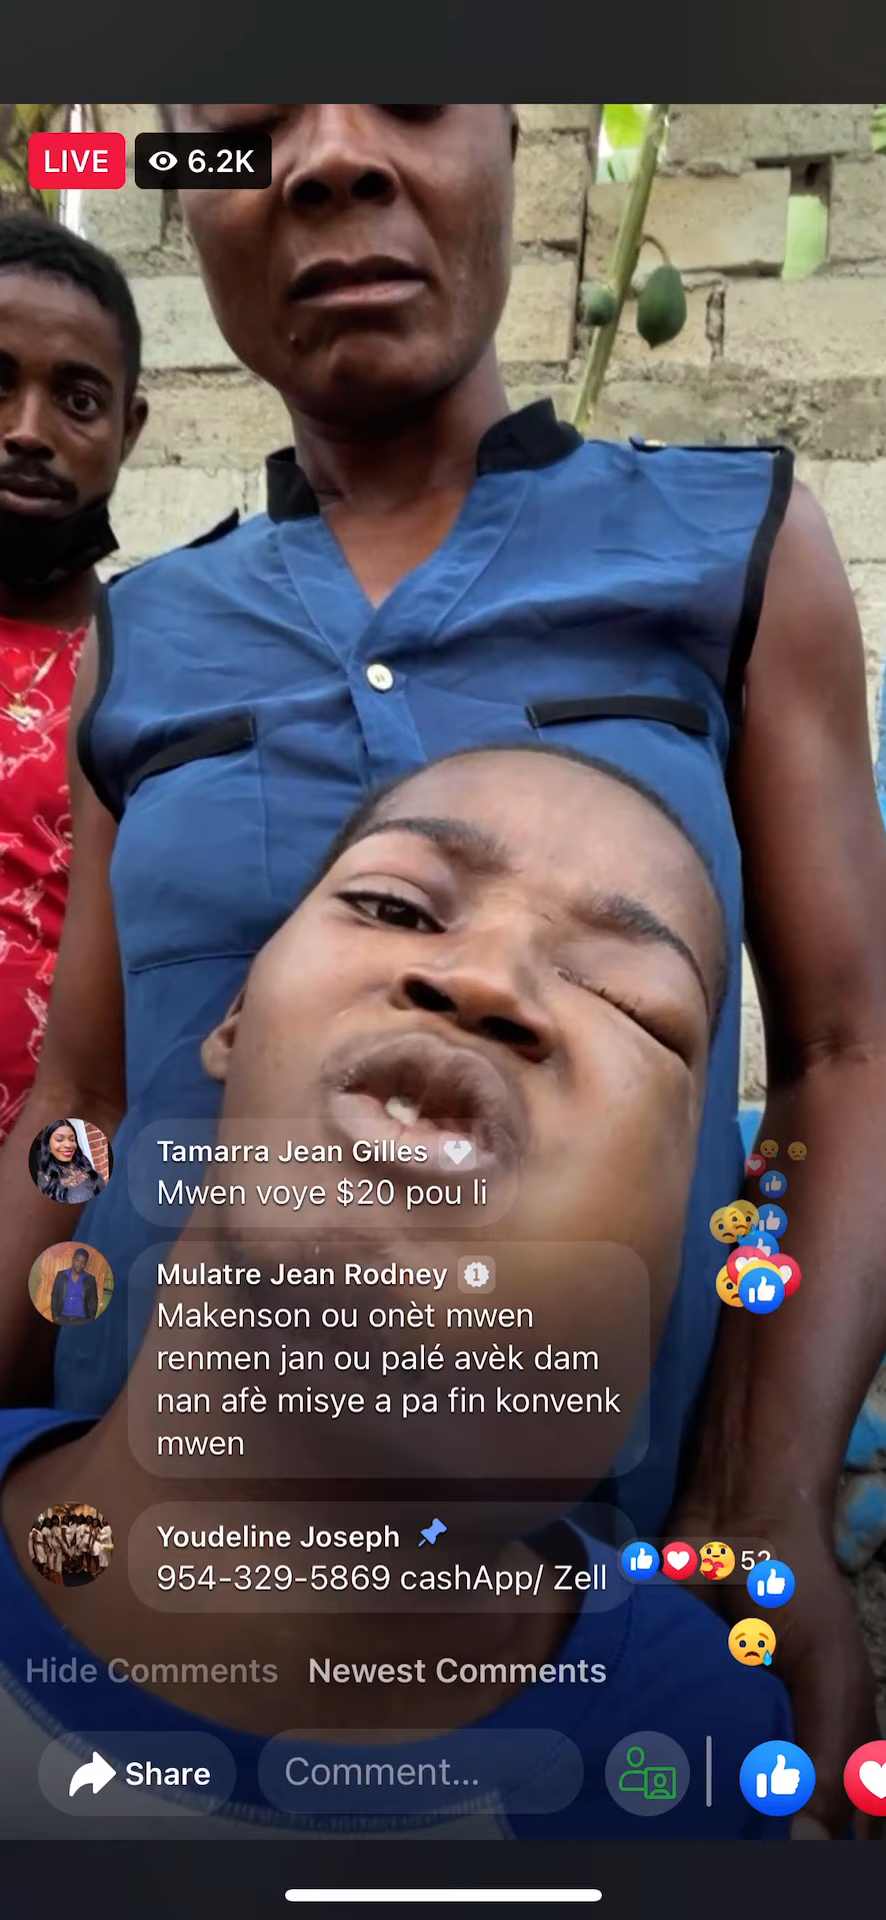 LIVE
6.2K
Tamarra Jean Gilles
Mwen voye $20 pou li
Mulatre Jean Rodney
Makenson ou onèt mwen
renmen jan ou palé avèk dam
nan afè misye a pa fin konvenk
mwen
Youdeline Joseph
954-329-5869 cashApp/ Zell
52
Hide Comments
Newest Comments
Share
Comment...